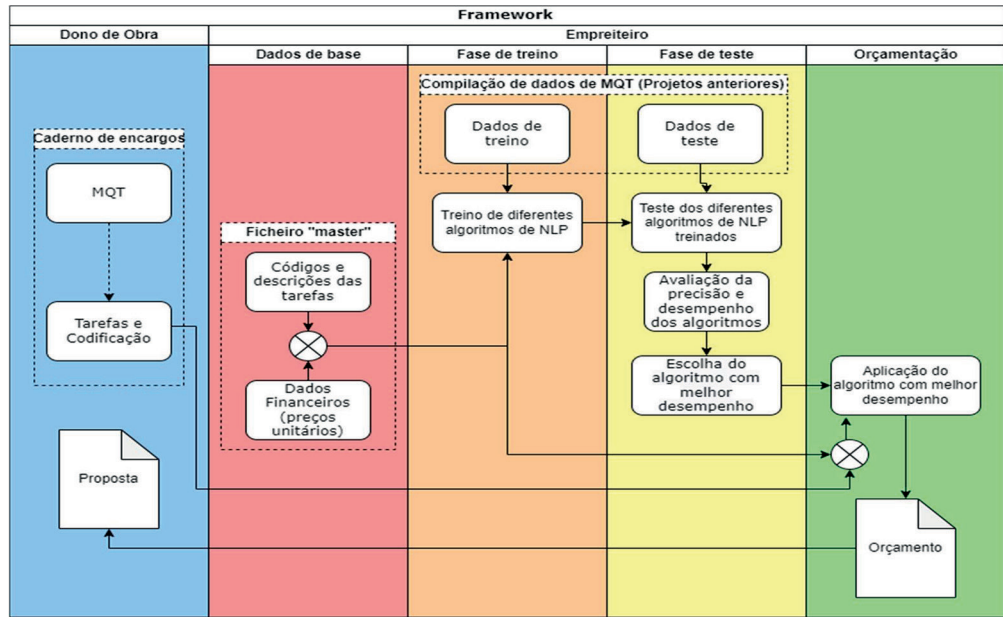 Framework
Dono de Obra
Empreiteiro
Dados de base
Fase de treino
Fase de teste
Orçamentação
Compilação de dados de MQT (Projetos anteriores)
Dados de
treino
Dados de
teste
Caderno de encargos
MQT
Tarefas e
Codificação
Proposta
Ficheiro "master"
Códigos e
descrições das
tarefas
Dados
Financeiros
(preços
unitários)
Treino de diferentes
algoritmos de NLP
Teste dos diferentes
algoritmos de NLP
treinados
Avaliação da
precisão e
desempenho
dos algoritmos
Escolha do
algoritmo com
melhor
desempenho
Aplicação do
algoritmo com melhor
desempenho
Orçamento